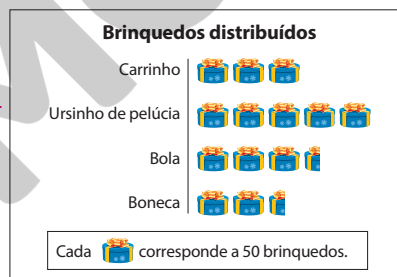 Brinquedos distribuídos
Carrinho
Ursinho de pelúcia
Bola
Boneca
Cada corresponde a 50 brinquedos.